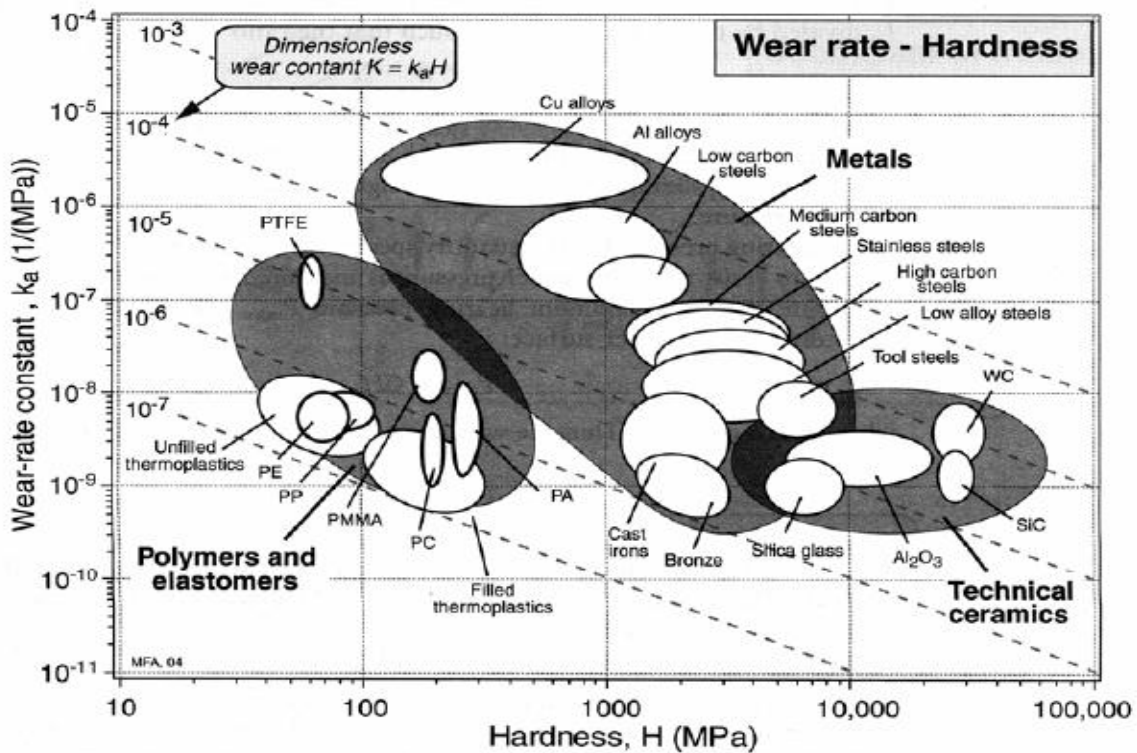 Wear rate - Hardness
Dimensionless
wear contant K = kₐH
10⁻³
10⁻⁴
10⁻⁵
10⁻⁶
10⁻⁷
Wear-rate constant , kₐ (1/(MPa))
10⁻⁴
10⁻⁵
10⁻⁶
10⁻⁷
10⁻⁸
10⁻⁹
10⁻¹⁰
10⁻¹¹
Cu alloys
Al alloys
Low carbon
steels
Metals
Medium carbon
steels
Stainless steels
High carbon
steels
Low alloy steels
Tool steels
WC
PTFE
Unfilled
thermoplastics
PE
PP
PMMA
PC
PA
Polymers and
elastomers
Filled
thermoplastics
Cast
irons
Bronze
Silica glass
Al₂O₃
SiC
Technical
ceramics
MFA, 04
10
100
1000
10,000
100,000
Hardness, H (MPa)